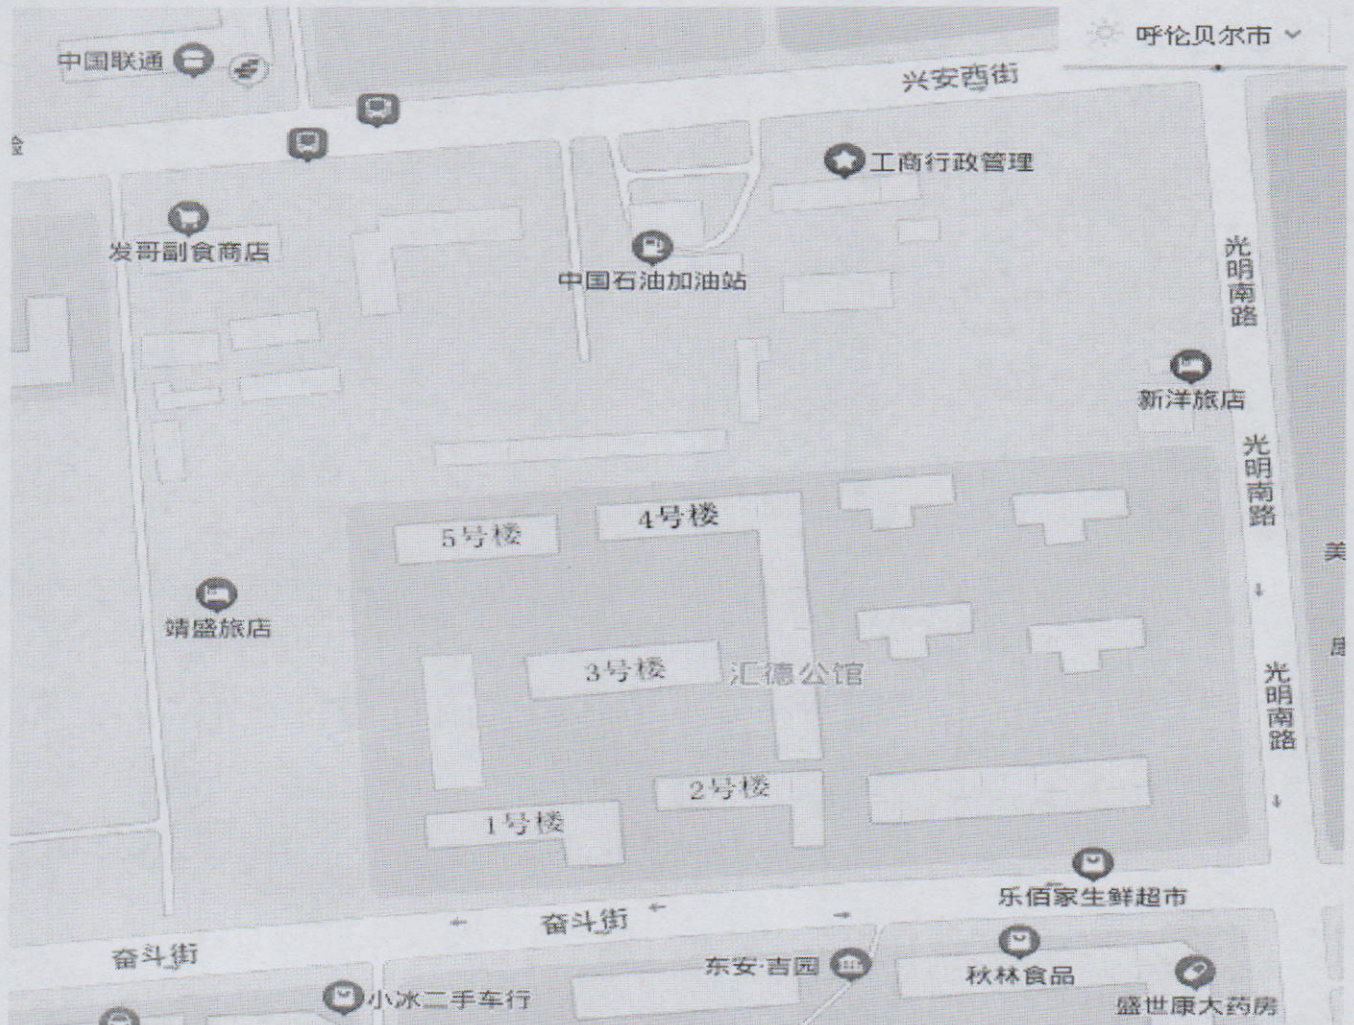 中国联通
呼伦贝尔市
兴安西街
工商行政管理
发哥副食商店
中国石油加油站
光明南路
新洋旅店
光明南路
5号楼
4号楼
美
靖盛旅店
3号楼
汇德公馆
光明南路
2号楼
1号楼
乐佰家生鲜超市
奋斗街
奋斗街
东安·吉园
秋林食品
小冰二手车行
盛世康大药房